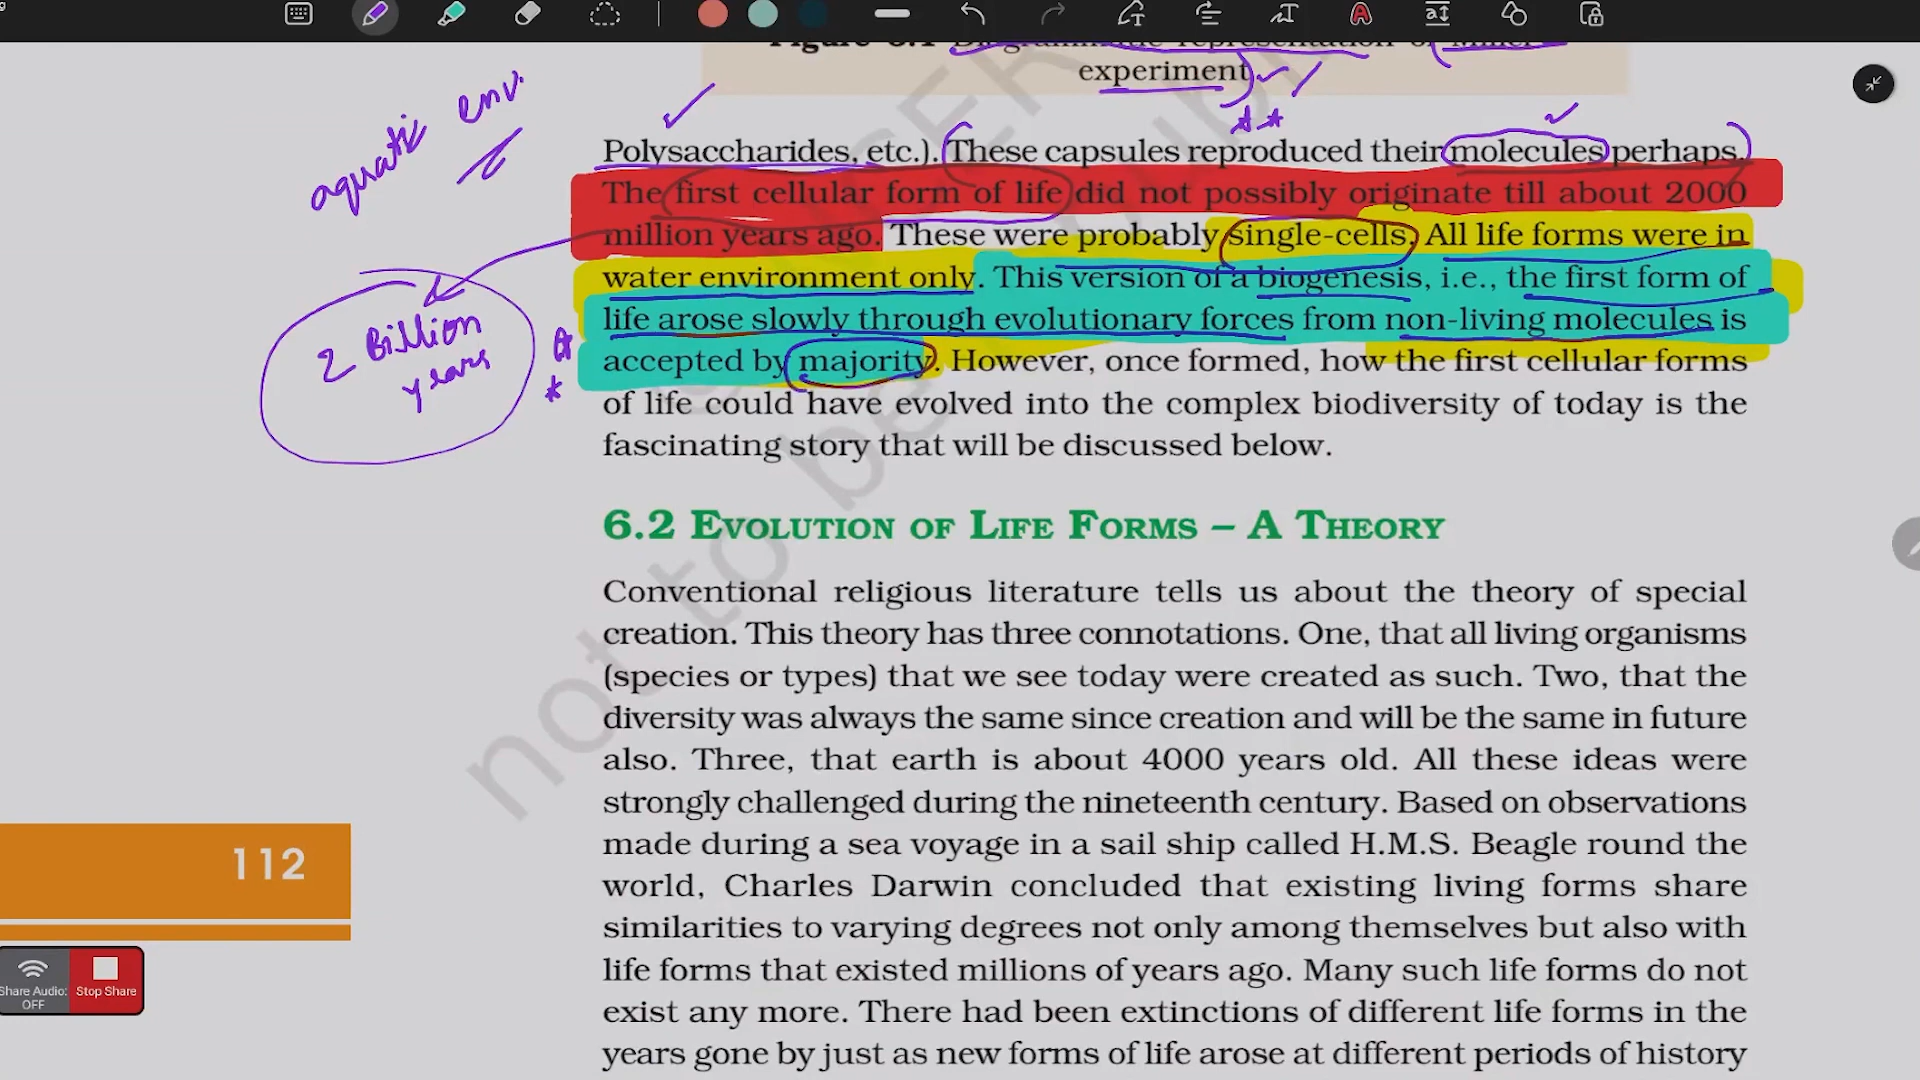 Figure 6.1 Diagrammatic representation of Miller's
experiment
aquatic env.
Polysaccharides, etc.). These capsules reproduced their molecules perhaps.
The first cellular form of life did not possibly originate till about 2000
million years ago. These were probably single-cells. All life forms were in
water environment only. This version of a biogenesis, i.e., the first form of
life arose slowly through evolutionary forces from non-living molecules is
accepted by majority. However, once formed, how the first cellular forms
of life could have evolved into the complex biodiversity of today is the
fascinating story that will be discussed below.
2 Billion
years
6.2 EVOLUTION OF LIFE FORMS – A THEORY
Conventional religious literature tells us about the theory of special
creation. This theory has three connotations. One, that all living organisms
(species or types) that we see today were created as such. Two, that the
diversity was always the same since creation and will be the same in future
also. Three, that earth is about 4000 years old. All these ideas were
strongly challenged during the nineteenth century. Based on observations
made during a sea voyage in a sail ship called H.M.S. Beagle round the
world, Charles Darwin concluded that existing living forms share
similarities to varying degrees not only among themselves but also with
life forms that existed millions of years ago. Many such life forms do not
exist any more. There had been extinctions of different life forms in the
years gone by just as new forms of life arose at different periods of history
112
Share Audio:
OFF
Stop Share
not to be